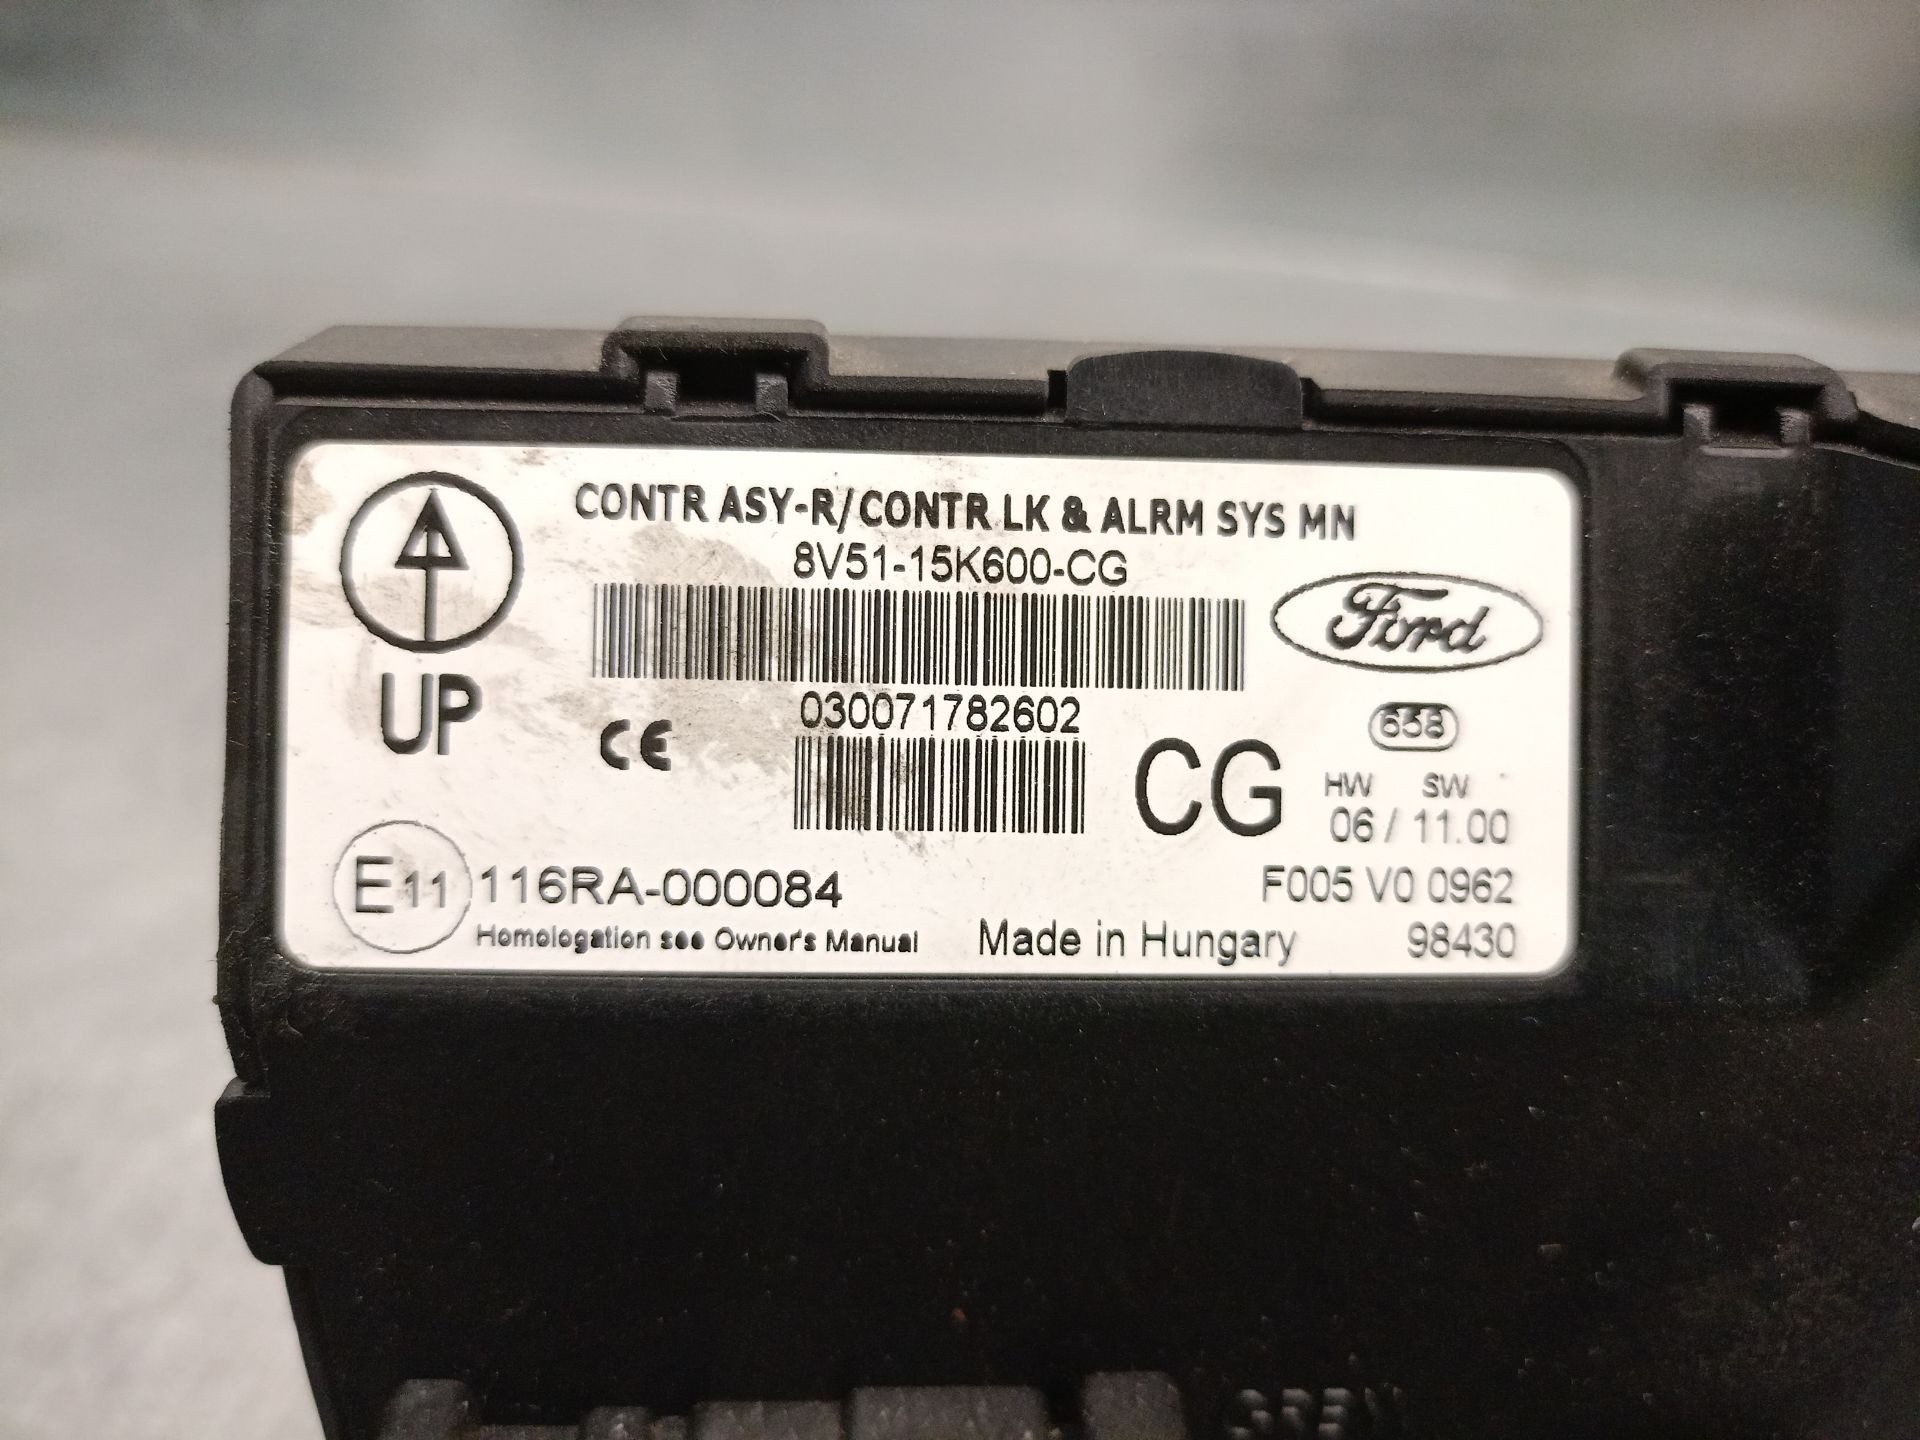 CONTR ASY-R/CONTR LK & ALRM SYS MN
8V51-15K600-CG
Ford
UP
CE
030071782602
CG
658
HW SW
06 / 11.00
E11 116RA-000084
F005 V0 0962
Homologation see Owner's Manual
Made in Hungary
98430